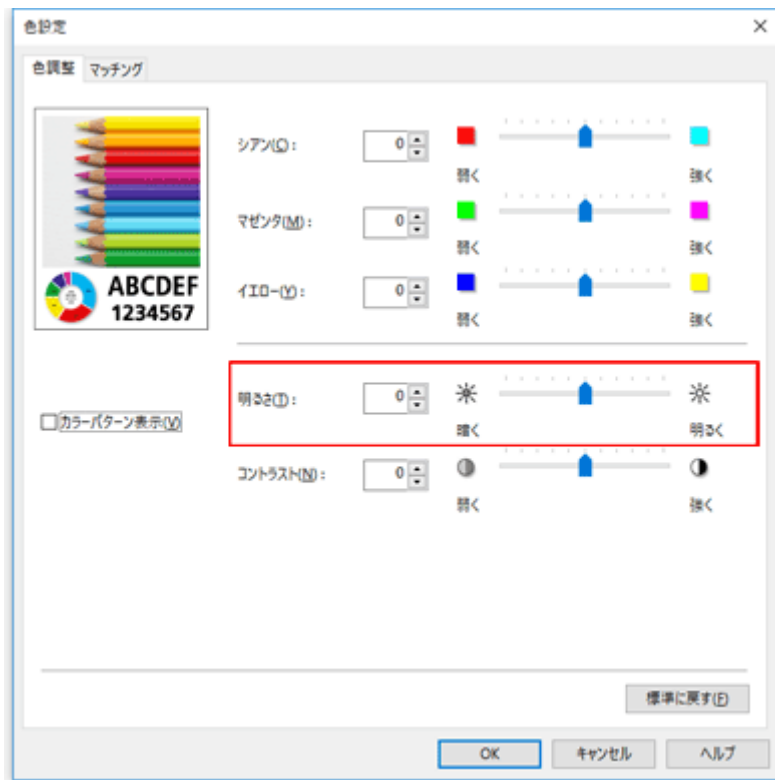 色設定
色調整 マッチング
ABCDEF
1234567
シアン(C): 0
弱く 強く
マゼンタ(M): 0
弱く 強く
イエロー(Y): 0
弱く 強く
明るさ(T): 0
暗く 明るく
カラーパターン表示(V)
コントラスト(N): 0
弱く 強く
標準に戻す(F)
OK キャンセル ヘルプ